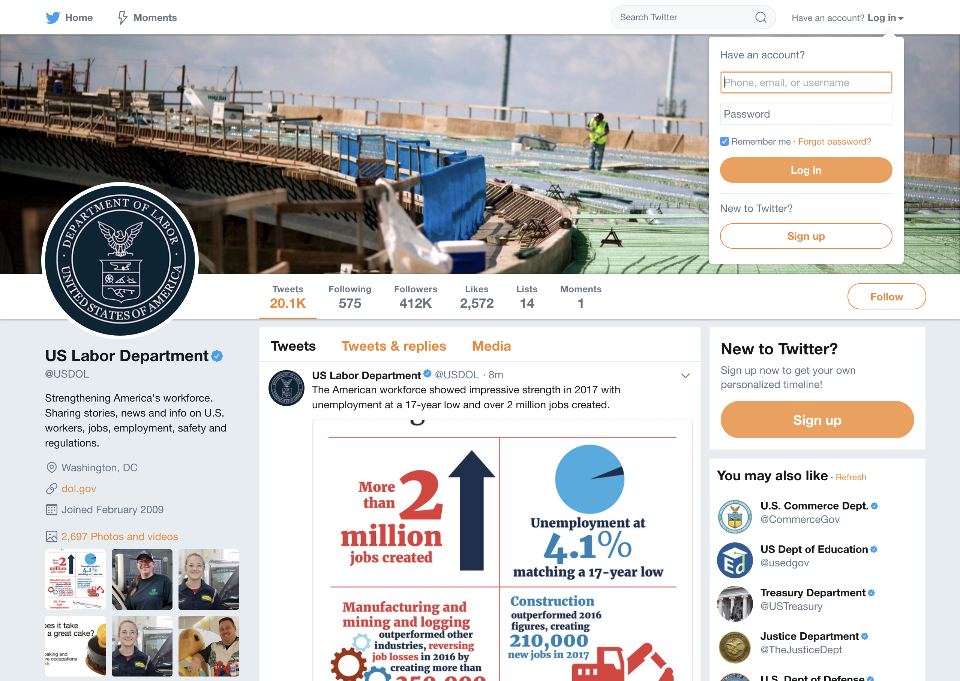 Home
Moments
Search Twitter
Have an account? Log in
Have an account?
Phone, email, or username
Password
Remember me · Forgot password?
Log in
New to Twitter?
Sign up
DEPARTMENT OF LABOR
UNITED STATES OF AMERICA
Tweets
20.1K
Following
575
Followers
412K
Likes
2,572
Lists
14
Moments
1
Follow
US Labor Department
@USDOL
Strengthening America's workforce.
Sharing stories, news and info on U.S.
workers, jobs, employment, safety and
regulations.
Washington, DC
dol.gov
Joined February 2009
2,697 Photos and videos
Tweets
Tweets & replies
Media
US Labor Department @USDOL · 8m
The American workforce showed impressive strength in 2017 with
unemployment at a 17-year low and over 2 million jobs created.
More
than 2
million
jobs created
Unemployment at
4.1%
matching a 17-year low
Manufacturing and
mining and logging
outperformed other
industries, reversing
job losses in 2016 by
creating more than
Construction
outperformed 2016
figures, creating
210,000
new jobs in 2017
New to Twitter?
Sign up now to get your own
personalized timeline!
Sign up
You may also like · Refresh
U.S. Commerce Dept.
@CommerceGov
US Dept of Education
@usedgov
Treasury Department
@USTreasury
Justice Department
@TheJusticeDept
U.S. Dept of Defense